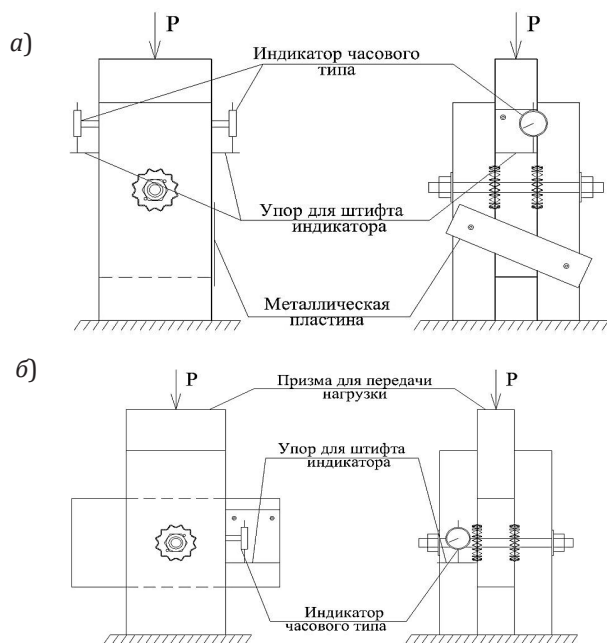 а)
P
P
Индикатор часового
типа
Упор для штифта
индикатора
Металлическая
пластина
б)
P
P
Призма для передачи
нагрузки
Упор для штифта
индикатора
Индикатор
часового типа